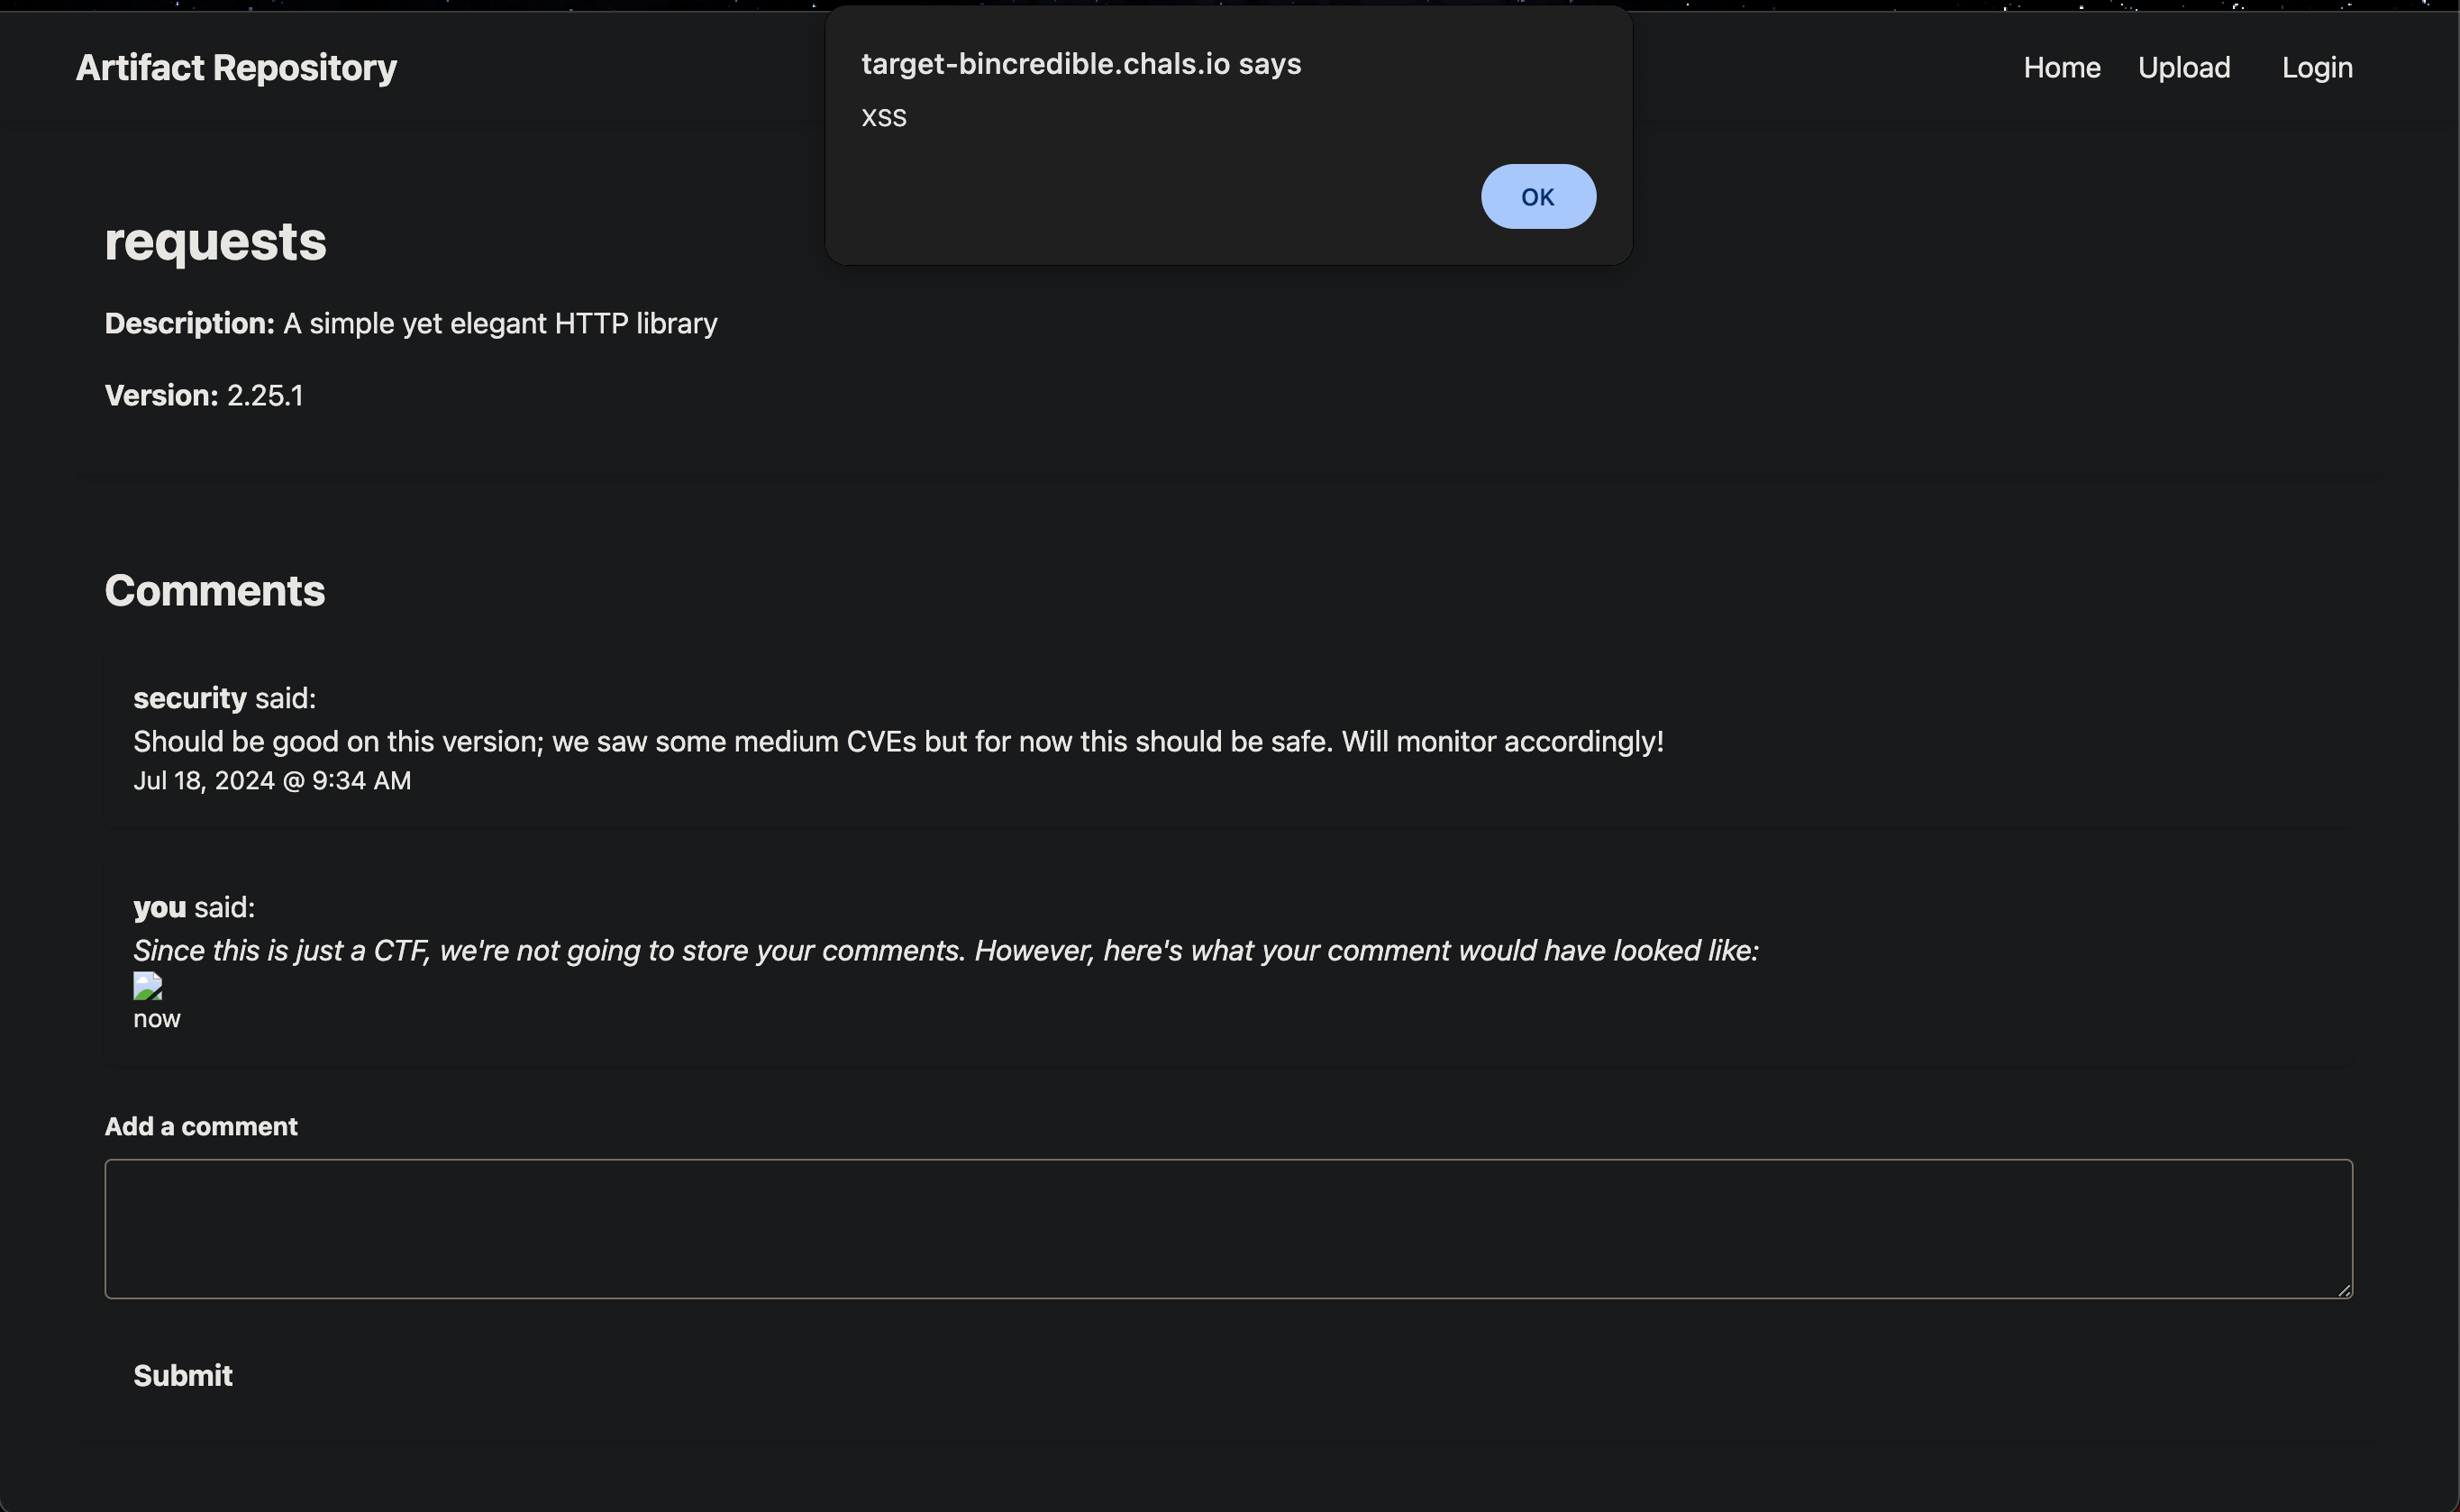 target-bincredible.chals.io says
XSS
OK
Artifact Repository
Home Upload Login
requests
Description: A simple yet elegant HTTP library
Version: 2.25.1
Comments
security said:
Should be good on this version; we saw some medium CVEs but for now this should be safe. Will monitor accordingly!
Jul 18, 2024 @ 9:34 AM
you said:
Since this is just a CTF, we're not going to store your comments. However, here's what your comment would have looked like:
now
Add a comment
Submit